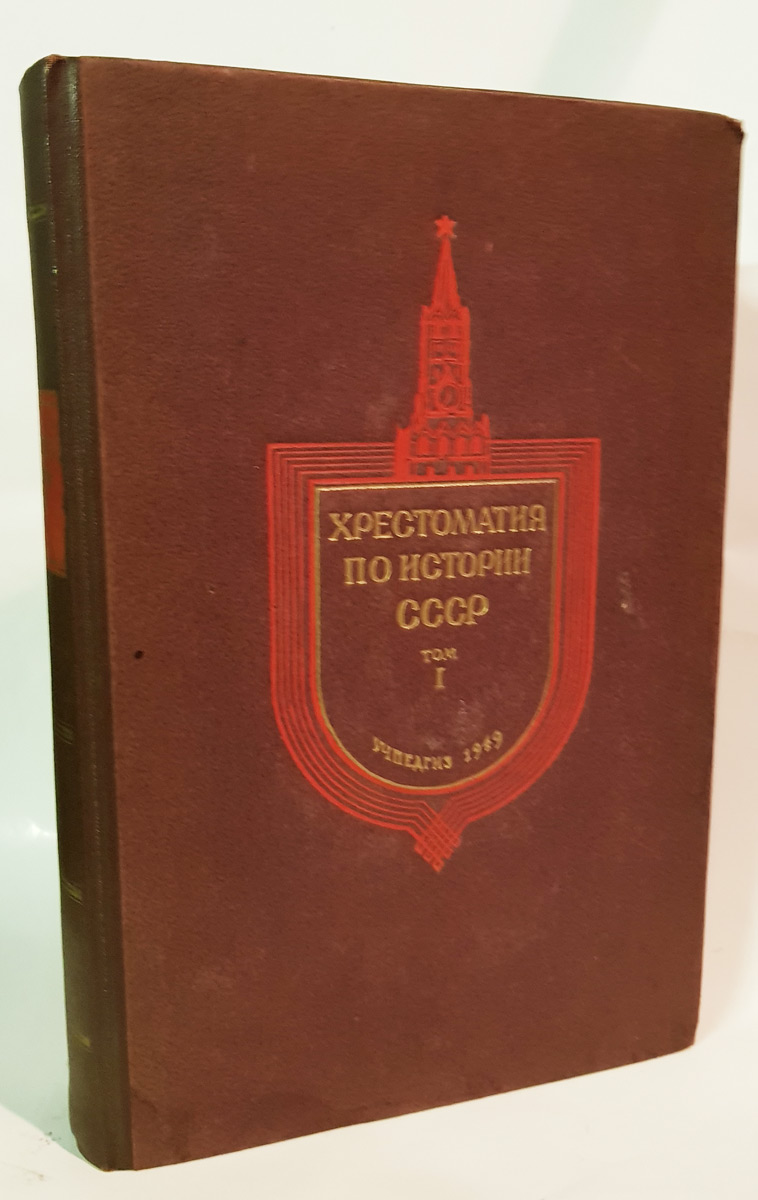 ХРЕСТОМАТИЯ
ПО ИСТОРИИ
СССР
ТОМ
I
УЧПЕДГИЗ 1949